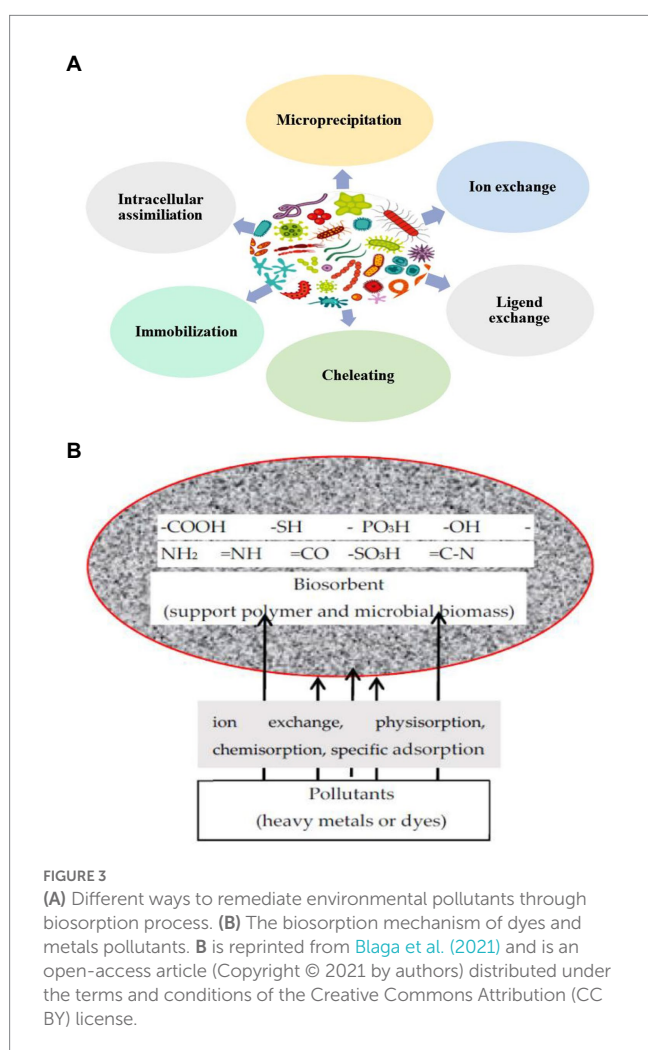 A
Microprecipitation
Intracellular
assimiliation
Ion exchange
Immobilization
Ligend
exchange
Cheleating
B
-COOH -SH - PO₃H -OH -
NH₂ =NH =CO -SO₃H =C-N
Biosorbent
(support polymer and microbial biomass)
ion exchange, physisorption,
chemisorption, specific adsorption
Pollutants
(heavy metals or dyes)
FIGURE 3
(A) Different ways to remediate environmental pollutants through
biosorption process. (B) The biosorption mechanism of dyes and
metals pollutants. B is reprinted from Blaga et al. (2021) and is an
open-access article (Copyright © 2021 by authors) distributed under
the terms and conditions of the Creative Commons Attribution (CC
BY) license.